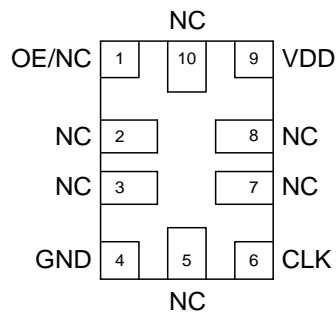 NC
OE/NC 1 10 9 VDD
NC 2 8 NC
NC 3 7 NC
GND 4 5 6 CLK
NC